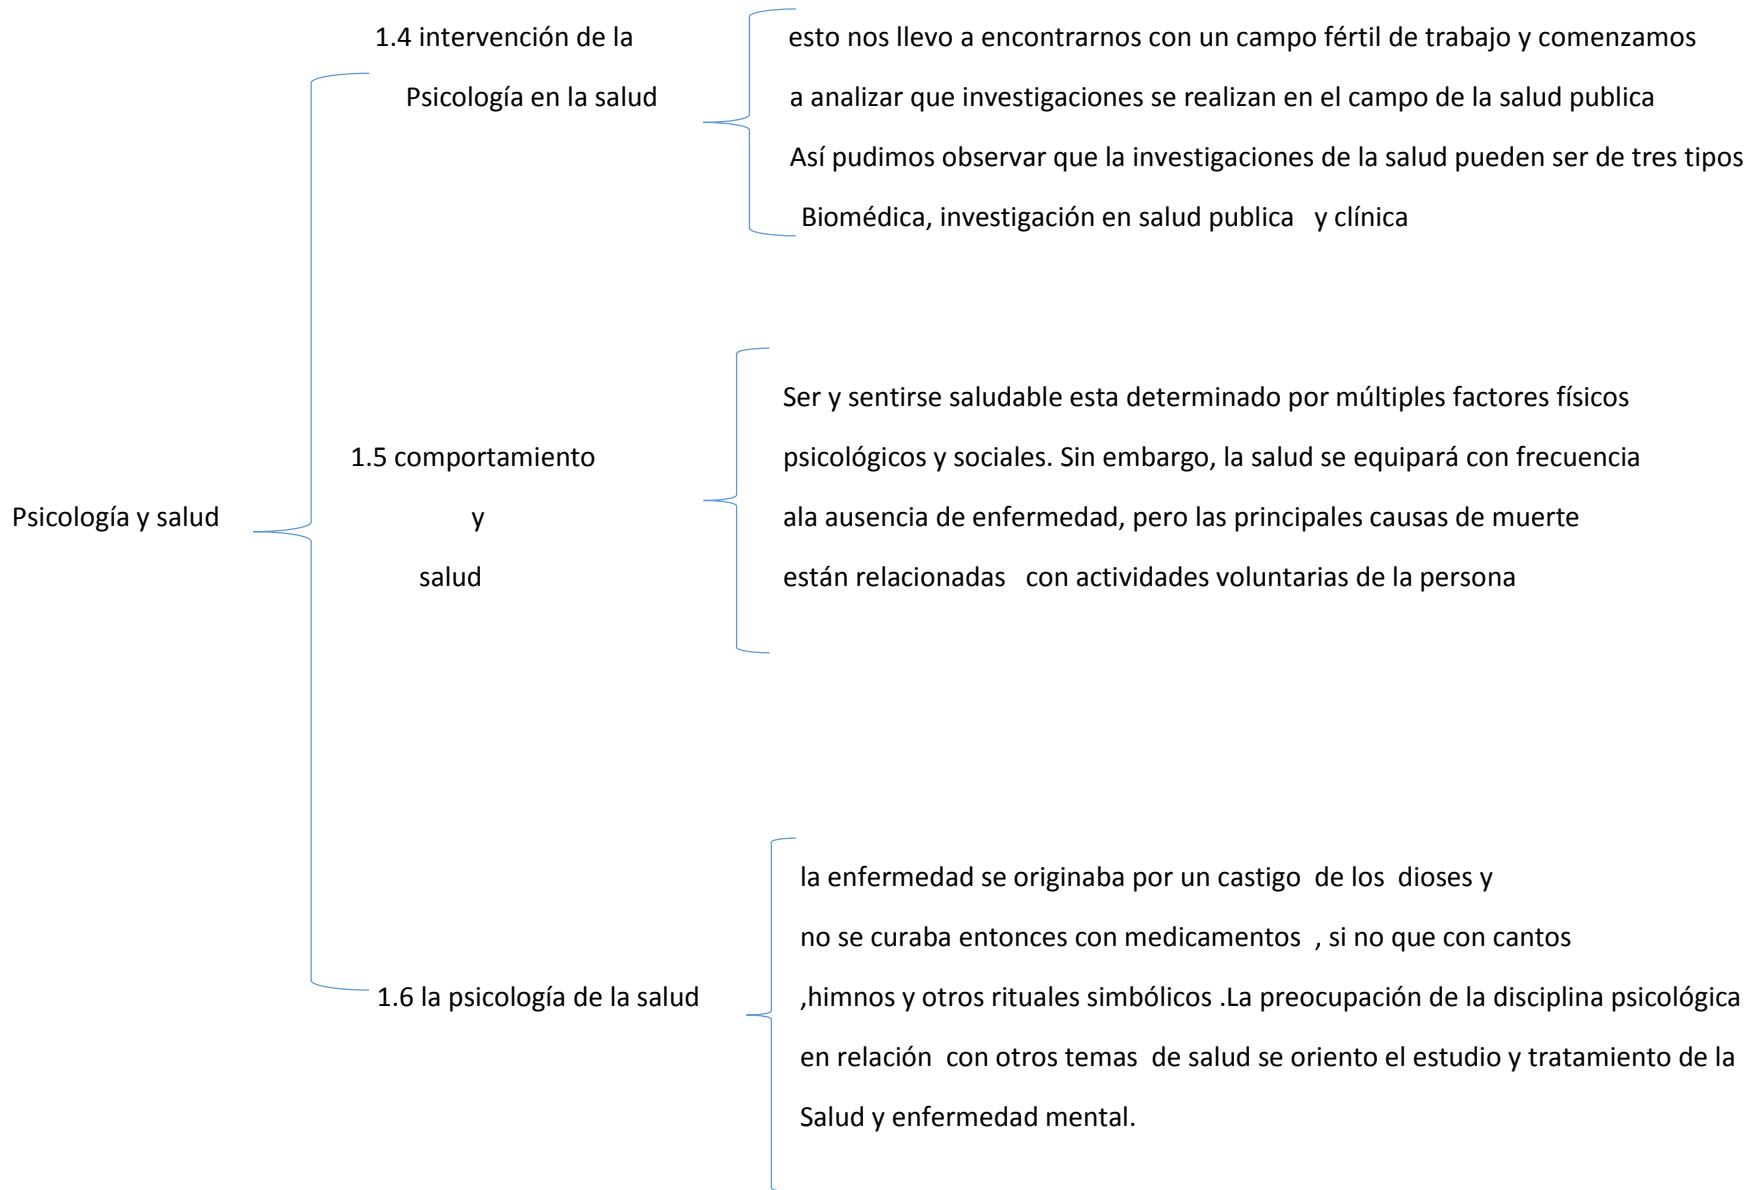 1.4 intervención de la
Psicología en la salud
esto nos llevo a encontrarnos con un campo fértil de trabajo y comenzamos
a analizar que investigaciones se realizan en el campo de la salud publica
Así pudimos observar que la investigaciones de la salud pueden ser de tres tipos
Biomédica, investigación en salud publica y clínica
Psicología y salud
1.5 comportamiento
y
salud
Ser y sentirse saludable esta determinado por múltiples factores físicos
psicológicos y sociales. Sin embargo, la salud se equipará con frecuencia
ala ausencia de enfermedad, pero las principales causas de muerte
están relacionadas con actividades voluntarias de la persona
1.6 la psicología de la salud
la enfermedad se originaba por un castigo de los dioses y
no se curaba entonces con medicamentos , si no que con cantos
,himnos y otros rituales simbólicos .La preocupación de la disciplina psicológica
en relación con otros temas de salud se oriento el estudio y tratamiento de la
Salud y enfermedad mental.